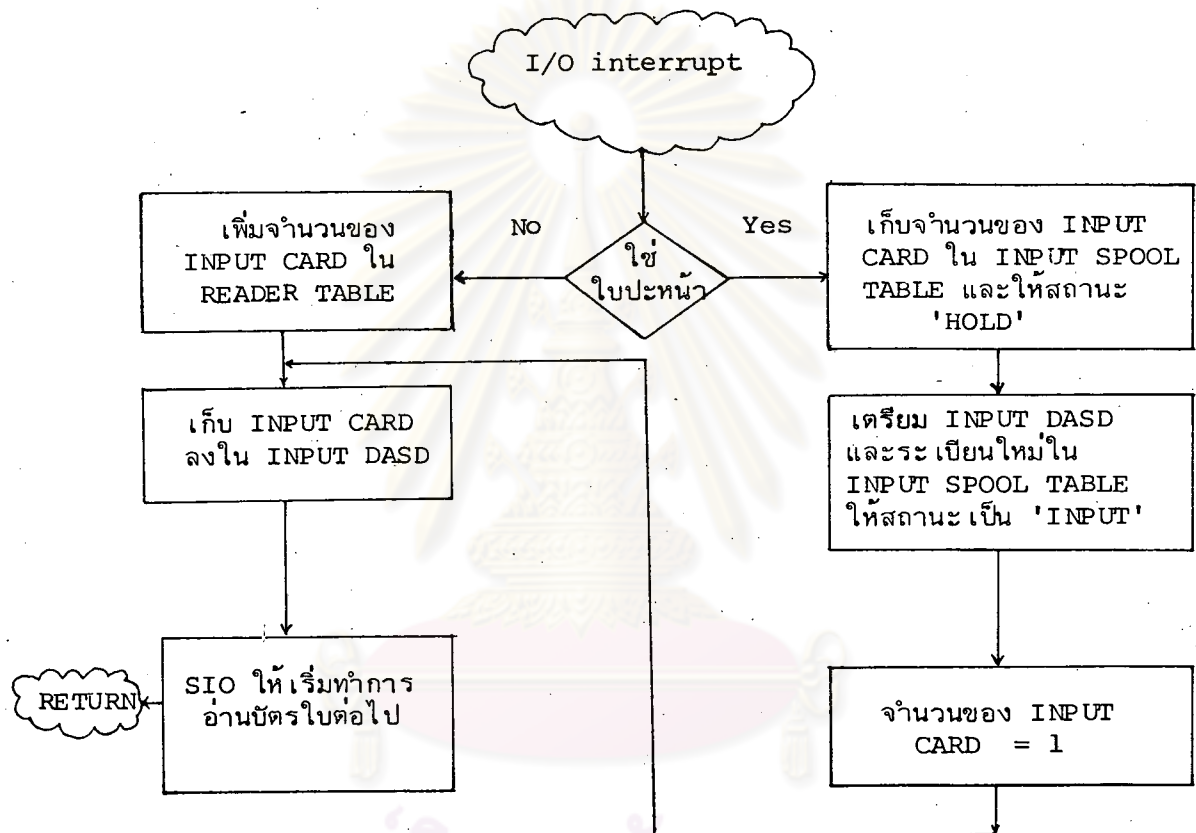 I/O interrupt
No
Yes
ใช่
ใบปะหน้า
เพิ่มจำนวนของ
INPUT CARD ใน
READER TABLE
เก็บจำนวนของ INPUT
CARD ใน INPUT SPOOL
TABLE และให้สถานะ
'HOLD'
เก็บ INPUT CARD
ลงใน INPUT DASD
เตรียม INPUT DASD
และระเบียนใหม่ใน
INPUT SPOOL TABLE
ให้สถานะเป็น 'INPUT'
RETURN
SIO ให้เริ่มทำการ
อ่านบัตรใบต่อไป
จำนวนของ INPUT
CARD = 1